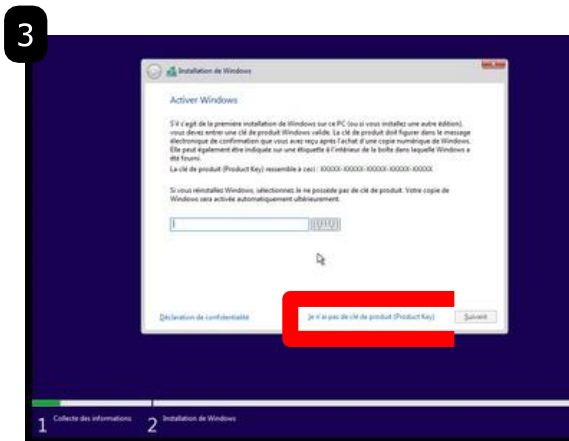 3
Installation de Windows
Activer Windows
S'il s'agit de la première installation de Windows sur ce PC (ou si vous installez une autre édition),
vous devez entrer une clé de produit Windows valide. La clé de produit doit figurer dans le message
électronique de confirmation que vous avez reçu après l'achat d'une copie numérique de Windows.
Elle peut également être indiquée sur une étiquette à l'intérieur de la boîte dans laquelle Windows a
été fourni.
La clé de produit (Product Key) ressemble à ceci : XXXXX-XXXXX-XXXXX-XXXXX-XXXXX
Si vous réinstallez Windows, sélectionnez Je ne possède pas de clé de produit. Votre copie de
Windows sera activée automatiquement ultérieurement.
Déclaration de confidentialité
Je n'ai pas de clé de produit (Product Key)
Suivant
1 Collecte des informations
2 Installation de Windows